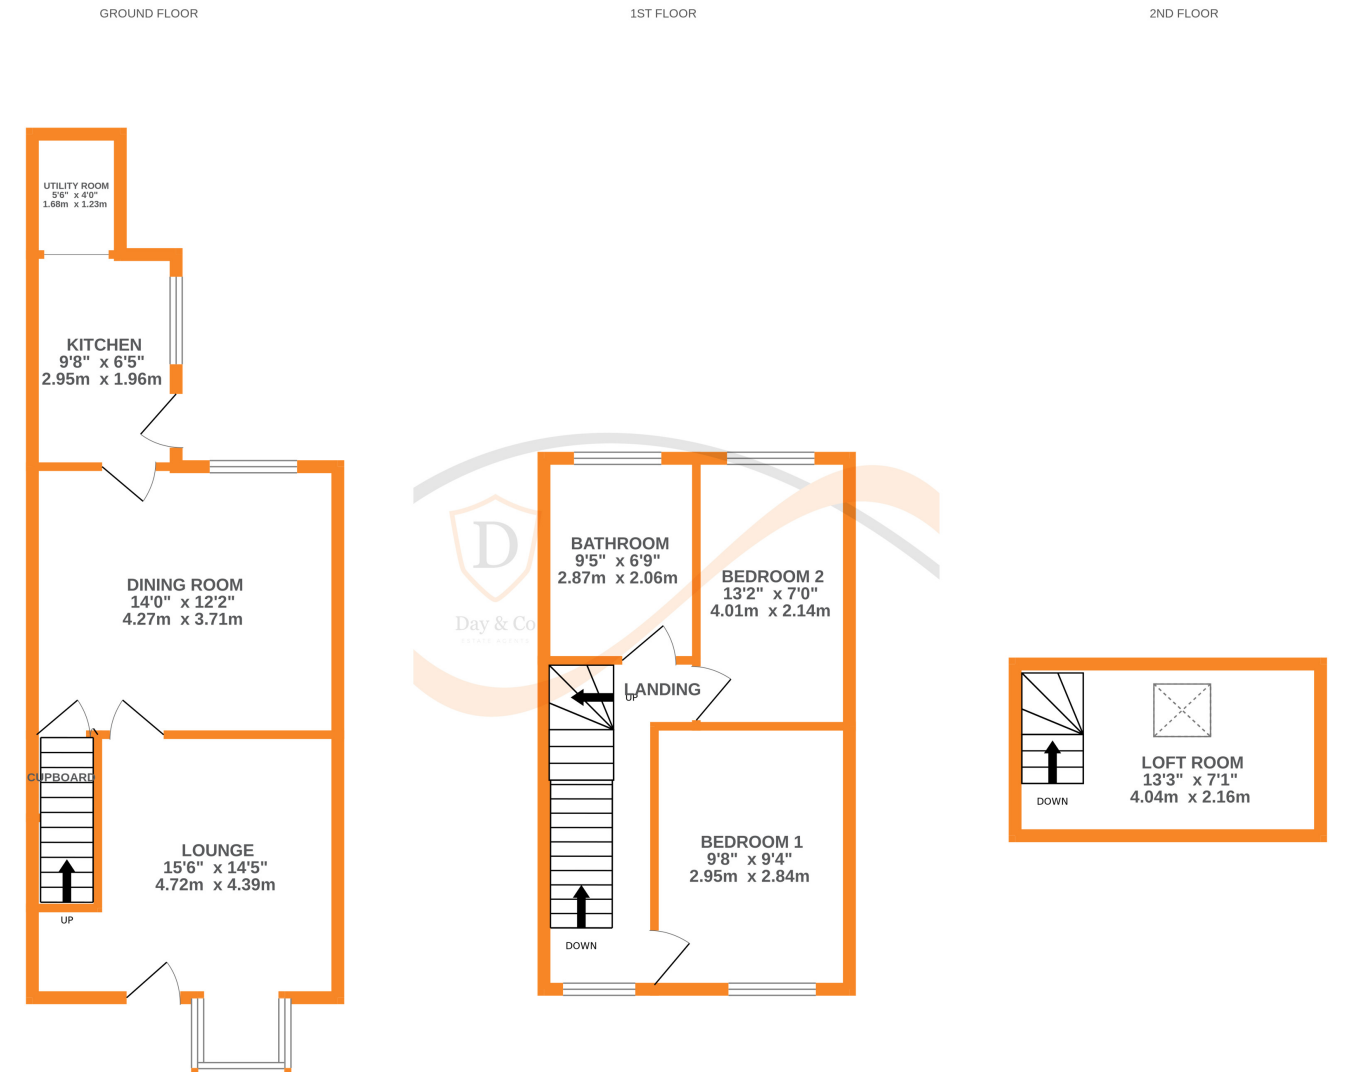 GROUND FLOOR
1ST FLOOR
2ND FLOOR
UTILITY ROOM
5'6" x 4'0"
1.68m x 1.23m
KITCHEN
9'8" x 6'5"
2.95m x 1.96m
DINING ROOM
14'0" x 12'2"
4.27m x 3.71m
CUPBOARD
LOUNGE
15'6" x 14'5"
4.72m x 4.39m
UP
D
Day & Co
ESTATE AGENTS
BATHROOM
9'5" x 6'9"
2.87m x 2.06m
BEDROOM 2
13'2" x 7'0"
4.01m x 2.14m
LANDING
UP
BEDROOM 1
9'8" x 9'4"
2.95m x 2.84m
DOWN
LOFT ROOM
13'3" x 7'1"
4.04m x 2.16m
DOWN